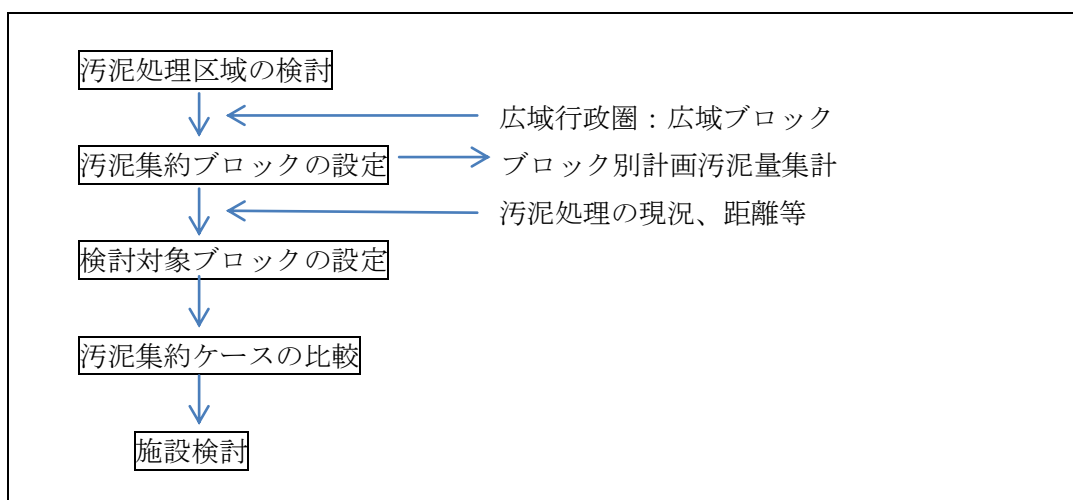 汚泥処理区域の検討
広域行政圏：広域ブロック
汚泥集約ブロックの設定
ブロック別計画汚泥量集計
汚泥処理の現況、距離等
検討対象ブロックの設定
汚泥集約ケースの比較
施設検討